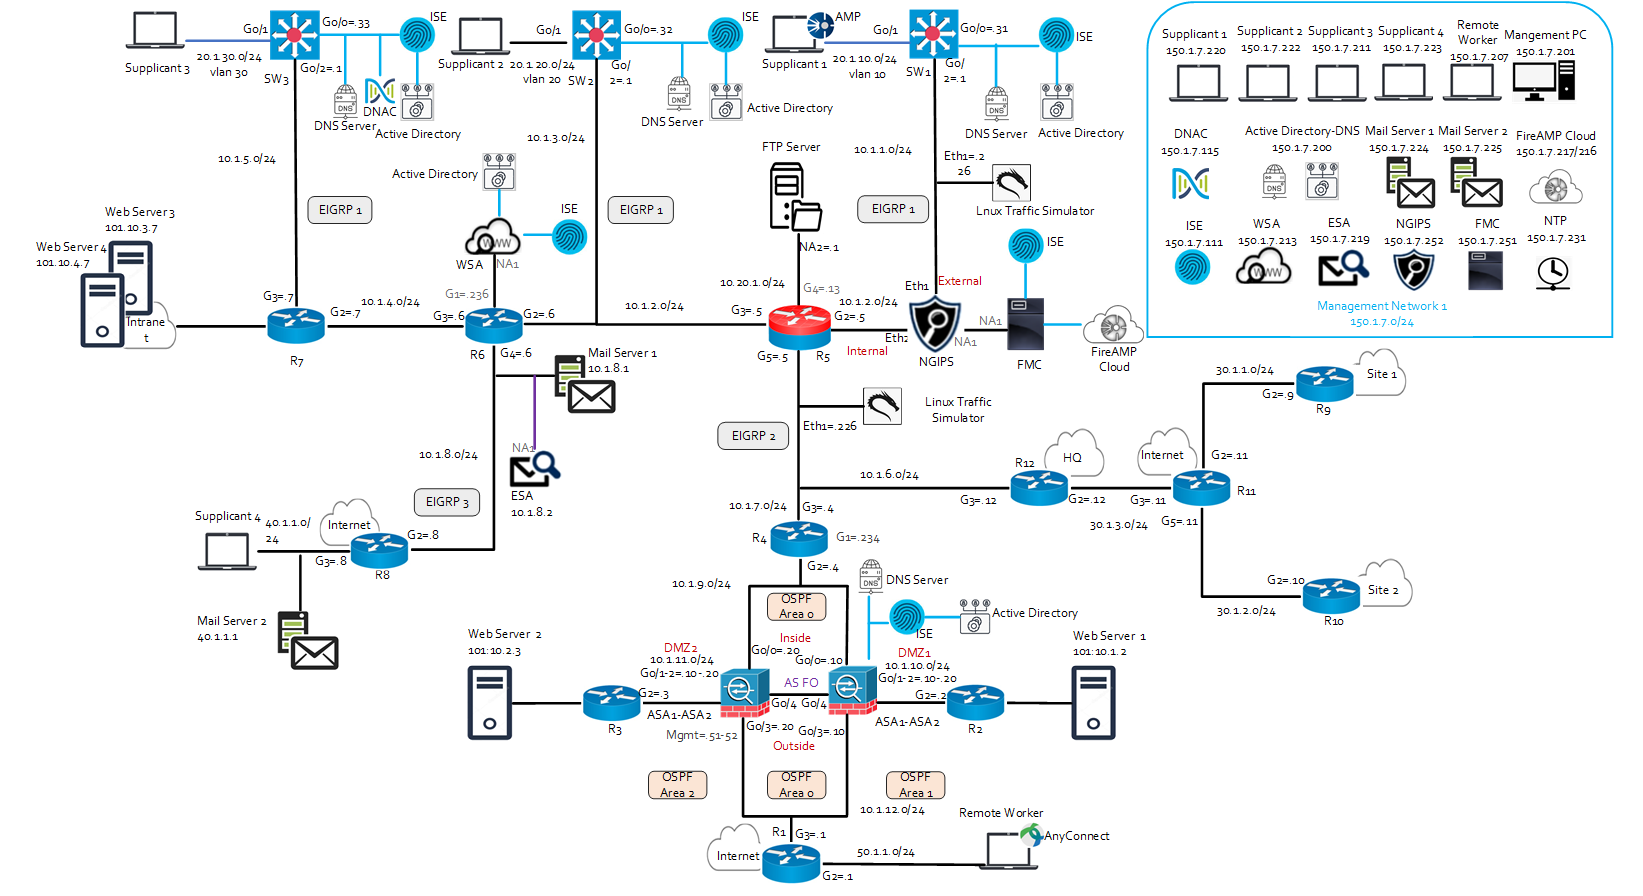 Go/1
Go/0=.33
ISE
Supplicant 3
20.1.30.0/24
vlan 30
SW3
Go/2=.1
DNS Server
DNAC
Active Directory
Go/1
Go/0=.32
ISE
Supplicant 2
20.1.20.0/24
vlan 20
SW2
Go/
2=.1
DNS Server
Active Directory
AMP
Go/1
Go/0=.31
ISE
Supplicant 1
20.1.10.0/24
vlan 10
SW1
Go/
2=.1
DNS Server
Active Directory
Supplicant 1
150.1.7.220
Supplicant 2
150.1.7.222
Supplicant 3
150.1.7.211
Supplicant 4
150.1.7.223
Remote
Worker
150.1.7.207
Mangement PC
150.1.7.201
DNAC
150.1.7.115
Active Directory-DNS
150.1.7.200
DNS
Mail Server 1
150.1.7.224
Mail Server 2
150.1.7.225
FireAMP Cloud
150.1.7.217/216
ISE
150.1.7.111
WSA
150.1.7.213
WWW
ESA
150.1.7.219
NGIPS
150.1.7.252
FMC
150.1.7.251
NTP
150.1.7.231
Management Network 1
150.1.7.0/24
10.1.5.0/24
10.1.3.0/24
10.1.1.0/24
Eth1=.2
26
Lnux Traffic Simulator
FTP Server
Active Directory
EIGRP 1
EIGRP 1
EIGRP 1
ISE
WWW
WSA
NA1
NA2=.1
ISE
Web Server 3
101.10.3.7
Web Server 4
101.10.4.7
Intrane
t
G3=.7
R7
G2=.7
10.1.4.0/24
G1=.236
G3=.6
G2=.6
R6
G4=.6
10.1.2.0/24
10.20.1.0/24
G4=.13
G3=.5
G2=.5
G5=.5
R5
10.1.2.0/24
Eth1
External
Eth2
Internal
NGIPS
NA1
NA1
FMC
FireAMP
Cloud
Mail Server 1
10.1.8.1
10.1.8.0/24
NA1
ESA
10.1.8.2
EIGRP 3
Linux Traffic
Simulator
Eth1=.226
EIGRP 2
10.1.6.0/24
10.1.7.0/24
G3=.4
R4
G1=.234
G2=.4
G3=.12
R12
HQ
G2=.12
Internet
G3=.11
R11
G2=.11
G5=.11
30.1.3.0/24
30.1.1.0/24
G2=.9
R9
Site 1
30.1.2.0/24
G2=.10
R10
Site 2
Supplicant 4
40.1.1.0/
24
Internet
G3=.8
R8
G2=.8
Mail Server 2
40.1.1.1
10.1.9.0/24
OSPF
Area 0
DNS
DNS Server
ISE
Active Directory
Inside
Go/0=.20
Go/0=.10
Web Server 2
101:10.2.3
DMZ2
10.1.11.0/24
Go/1-2=.10-.20
G2=.3
R3
ASA1-ASA2
Mgmt=.51-52
AS FO
Go/4
Go/4
DMZ1
10.1.10.0/24
Go/1-2=.10-.20
G2=.2
ASA1-ASA2
R2
Web Server 1
101:10.1.2
Go/3=.20
Go/3=.10
Outside
OSPF
Area 2
OSPF
Area 0
OSPF
Area 1
10.1.12.0/24
R1
G3=.1
Internet
G2=.1
50.1.1.0/24
Remote Worker
AnyConnect